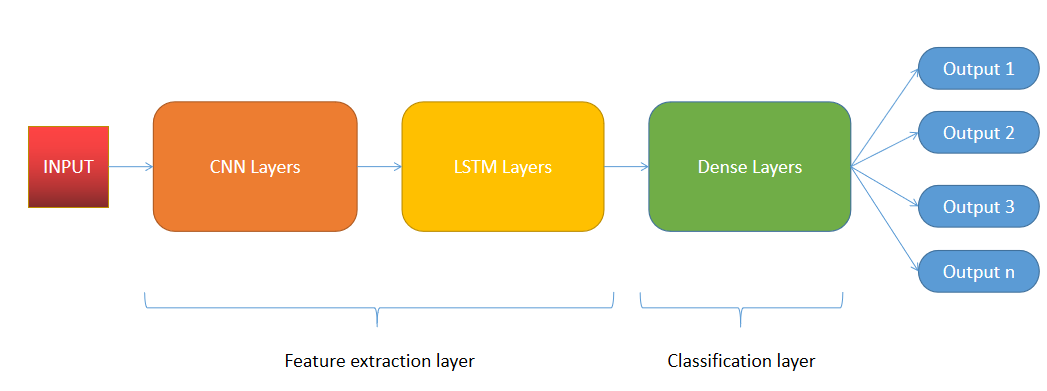 INPUT
CNN Layers
LSTM Layers
Dense Layers
Output 1
Output 2
Output 3
Output n
Feature extraction layer
Classification layer